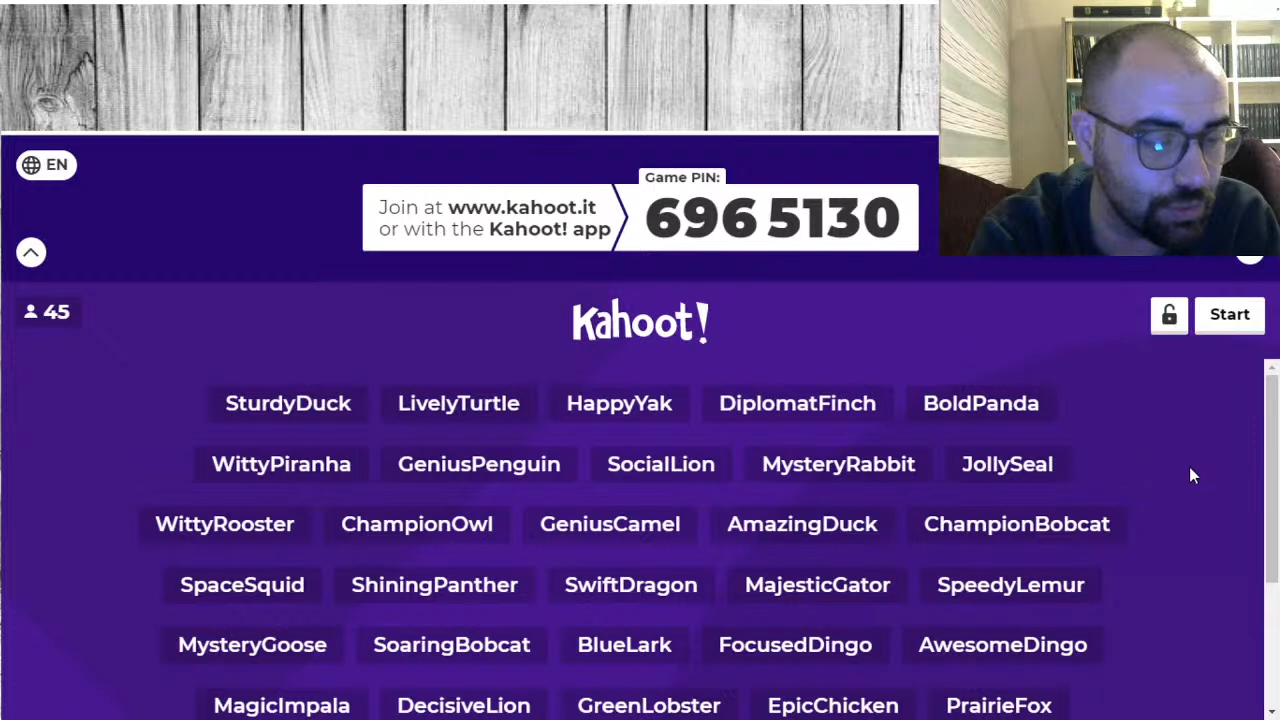 EN
Game PIN:
Join at www.kahoot.it
or with the Kahoot! app
696 5130
45
Kahoot!
Start
SturdyDuck LivelyTurtle HappyYak DiplomatFinch BoldPanda
WittyPiranha GeniusPenguin SocialLion MysteryRabbit JollySeal
WittyRooster ChampionOwl GeniusCamel AmazingDuck ChampionBobcat
SpaceSquid ShiningPanther SwiftDragon MajesticGator SpeedyLemur
MysteryGoose SoaringBobcat BlueLark FocusedDingo AwesomeDingo
MagicImpala DecisiveLion GreenLobster EpicChicken PrairieFox